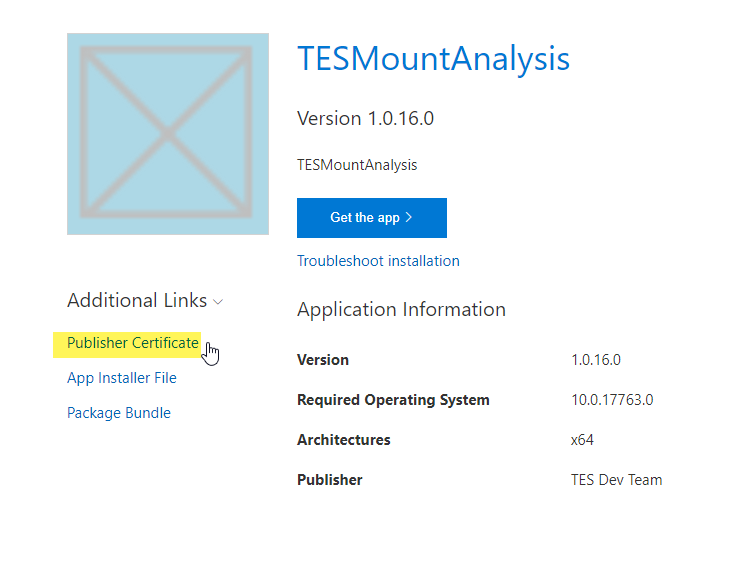 TESMountAnalysis
Version 1.0.16.0
TESMountAnalysis
Get the app
Troubleshoot installation
Additional Links
Publisher Certificate
App Installer File
Package Bundle
Application Information
Version 1.0.16.0
Required Operating System 10.0.17763.0
Architectures x64
Publisher TES Dev Team